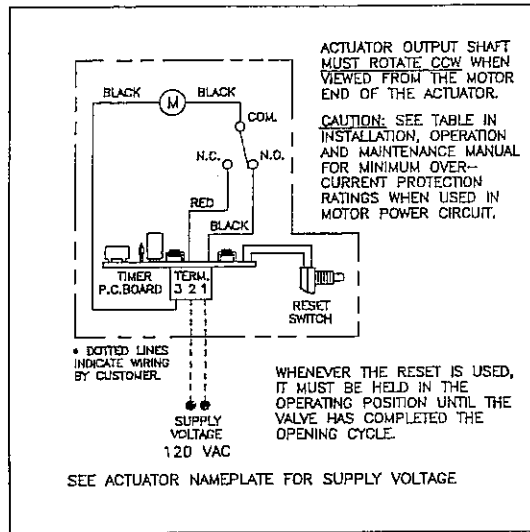 ACTUATOR OUTPUT SHAFT
MUST ROTATE CCW WHEN
VIEWED FROM THE MOTOR
END OF THE ACTUATOR.
CAUTION: SEE TABLE IN
INSTALLATION, OPERATION
AND MAINTENANCE MANUAL
FOR MINIMUM OVER-
CURRENT PROTECTION
RATINGS WHEN USED IN
MOTOR POWER CIRCUIT.
BLACK
M
BLACK
COM.
N.C.
N.O.
RED
BLACK
TIMER
P.C.BOARD
TERM.
3 2 1
RESET
SWITCH
* DOTTED LINES
INDICATE WIRING
BY CUSTOMER.
WHENEVER THE RESET IS USED,
IT MUST BE HELD IN THE
OPERATING POSITION UNTIL THE
VALVE HAS COMPLETED THE
OPENING CYCLE.
SUPPLY
VOLTAGE
120 VAC
SEE ACTUATOR NAMEPLATE FOR SUPPLY VOLTAGE